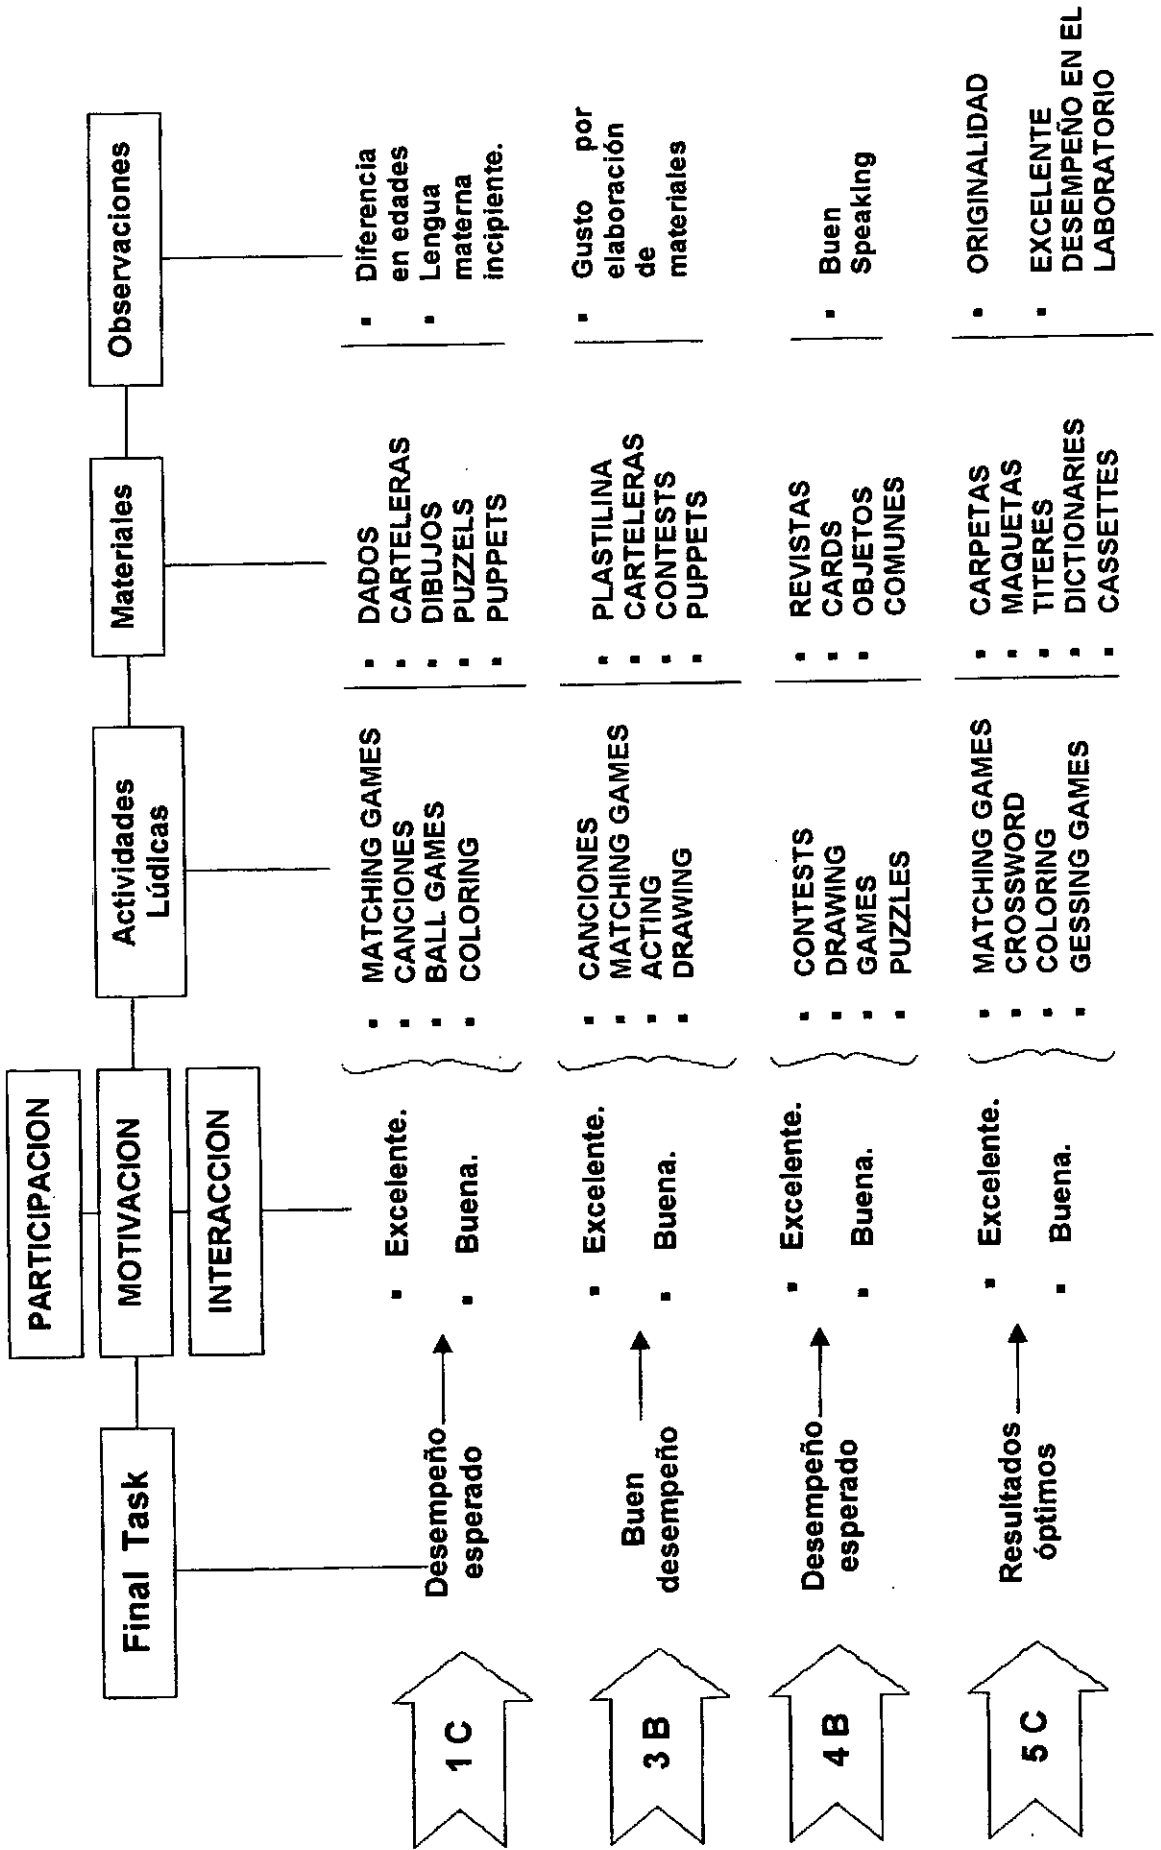 Final Task
PARTICIPACION
MOTIVACION
INTERACCION
Actividades
Lúdicas
Materiales
Observaciones
1 C
Desempeño
esperado
Excelente.
Buena.
MATCHING GAMES
CANCIONES
BALL GAMES
COLORING
DADOS
CARTELERAS
DIBUJOS
PUZZELS
PUPPETS
Diferencia
en edades
Lengua
materna
incipiente.
3 B
Buen
desempeño
Excelente.
Buena.
CANCIONES
MATCHING GAMES
ACTING
DRAWING
PLASTILINA
CARTELERAS
CONTESTS
PUPPETS
Gusto por
elaboración
de
materiales
4 B
Desempeño
esperado
Excelente.
Buena.
CONTESTS
DRAWING
GAMES
PUZZLES
REVISTAS
CARDS
OBJETOS
COMUNES
Buen
Speaking
5 C
Resultados
óptimos
Excelente.
Buena.
MATCHING GAMES
CROSSWORD
COLORING
GESSING GAMES
CARPETAS
MAQUETAS
TITERES
DICTIONARIES
CASSETTES
ORIGINALIDAD
EXCELENTE
DESEMPEÑO EN EL
LABORATORIO